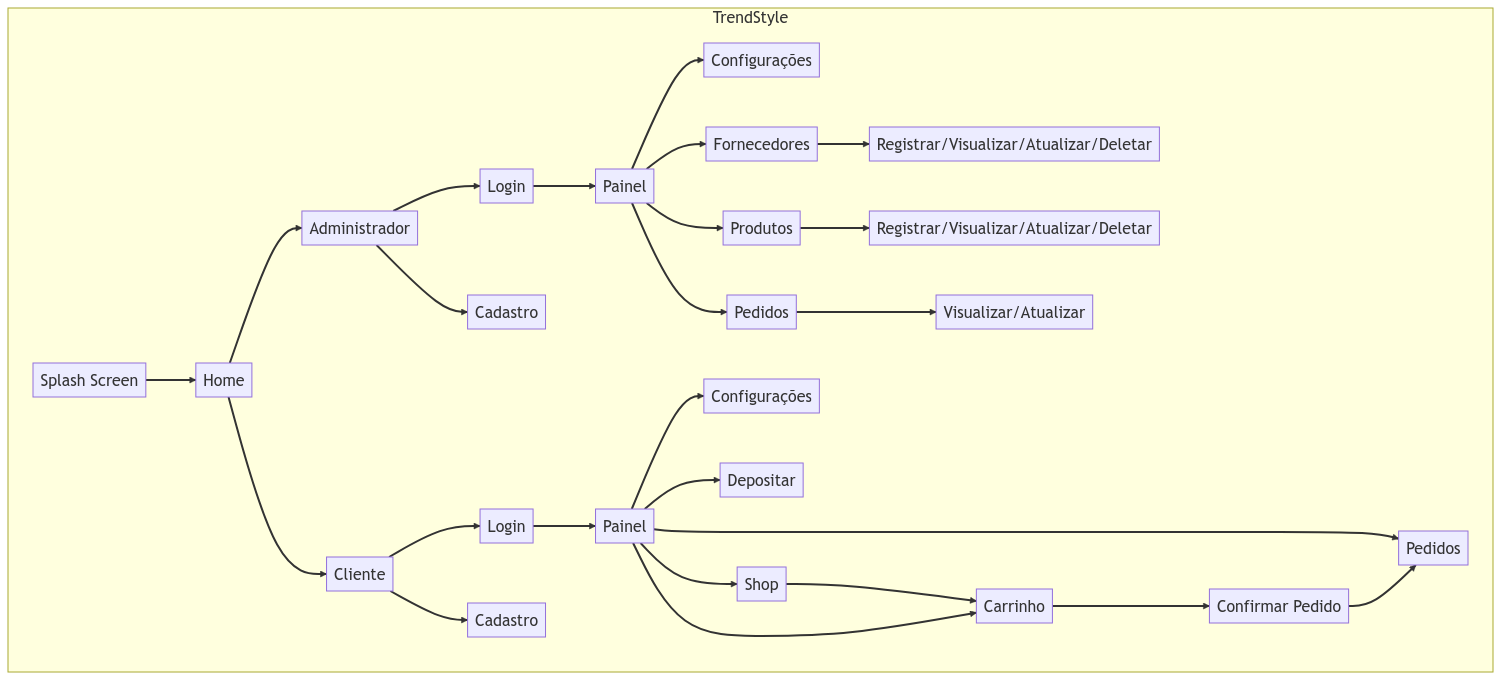 TrendStyle
Configurações
Fornecedores
Registrar/Visualizar/Atualizar/Deletar
Login
Painel
Administrador
Produtos
Registrar/Visualizar/Atualizar/Deletar
Cadastro
Pedidos
Visualizar/Atualizar
Splash Screen
Home
Configurações
Depositar
Login
Painel
Pedidos
Cliente
Shop
Cadastro
Carrinho
Confirmar Pedido